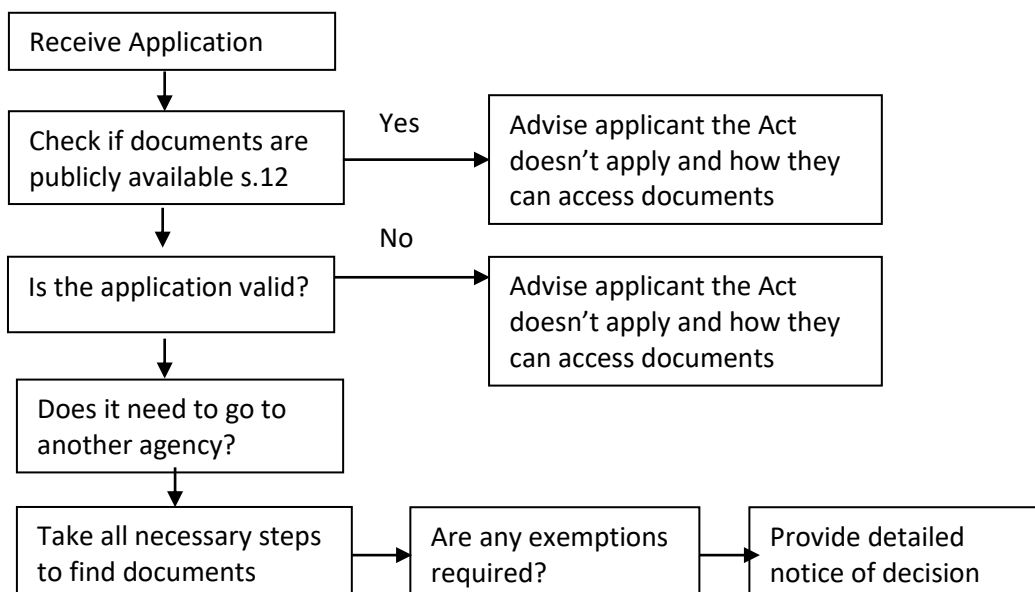 Receive Application
Check if documents are
publicly available s.12
Yes
Advise applicant the Act
doesn’t apply and how they
can access documents
Is the application valid?
No
Advise applicant the Act
doesn’t apply and how they
can access documents
Does it need to go to
another agency?
Take all necessary steps
to find documents
Are any exemptions
required?
Provide detailed
notice of decision